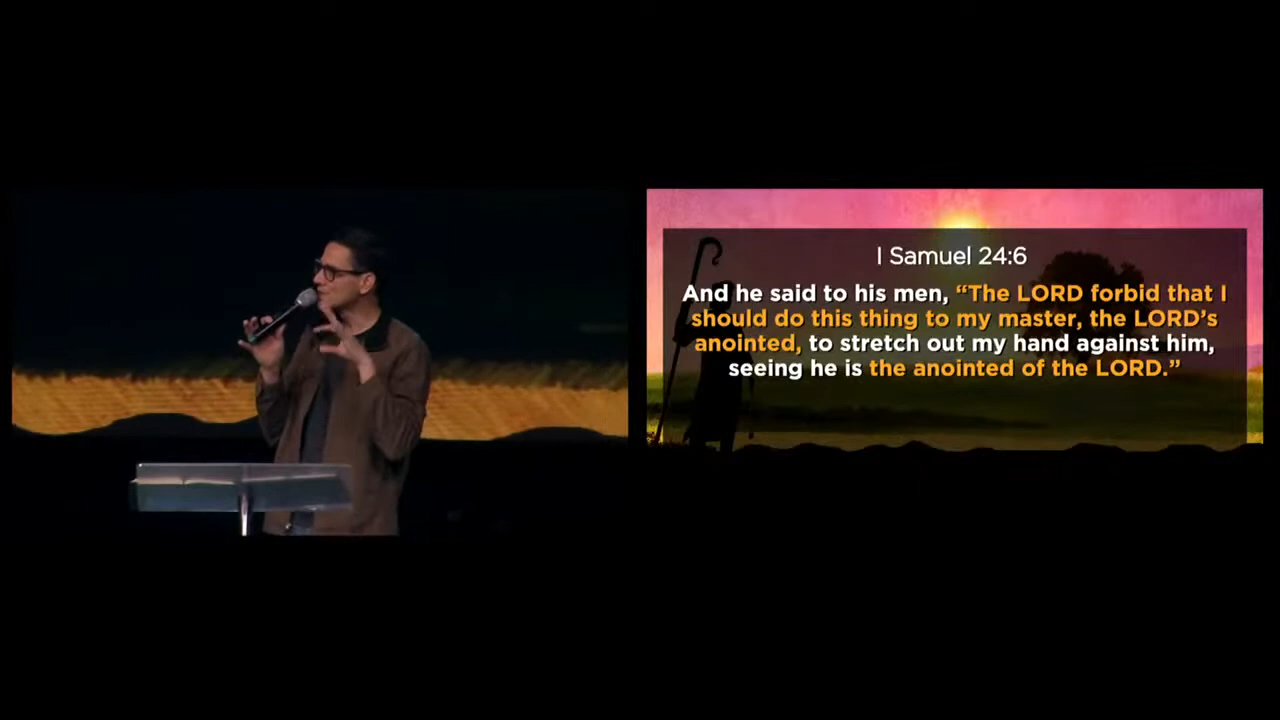 I Samuel 24:6
And he said to his men, “The LORD forbid that I
should do this thing to my master, the LORD’s
anointed, to stretch out my hand against him,
seeing he is the anointed of the LORD.”